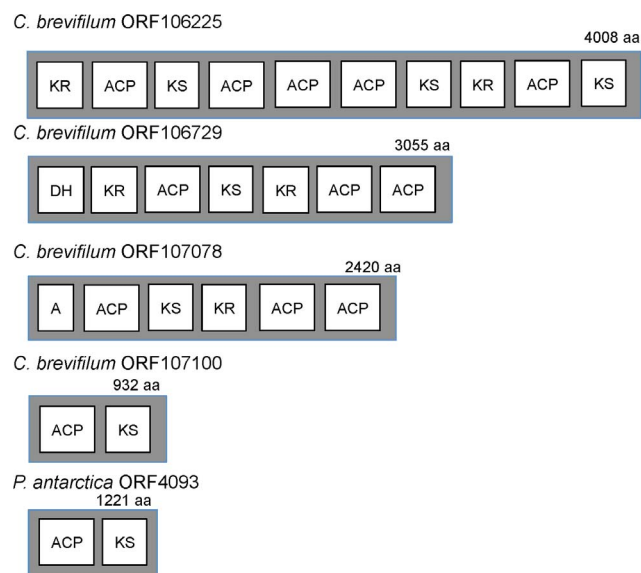 C. brevifilum ORF106225
4008 aa
KR ACP KS ACP ACP ACP KS KR ACP KS
C. brevifilum ORF106729
3055 aa
DH KR ACP KS KR ACP ACP
C. brevifilum ORF107078
2420 aa
A ACP KS KR ACP ACP
C. brevifilum ORF107100
932 aa
ACP KS
P. antarctica ORF4093
1221 aa
ACP KS